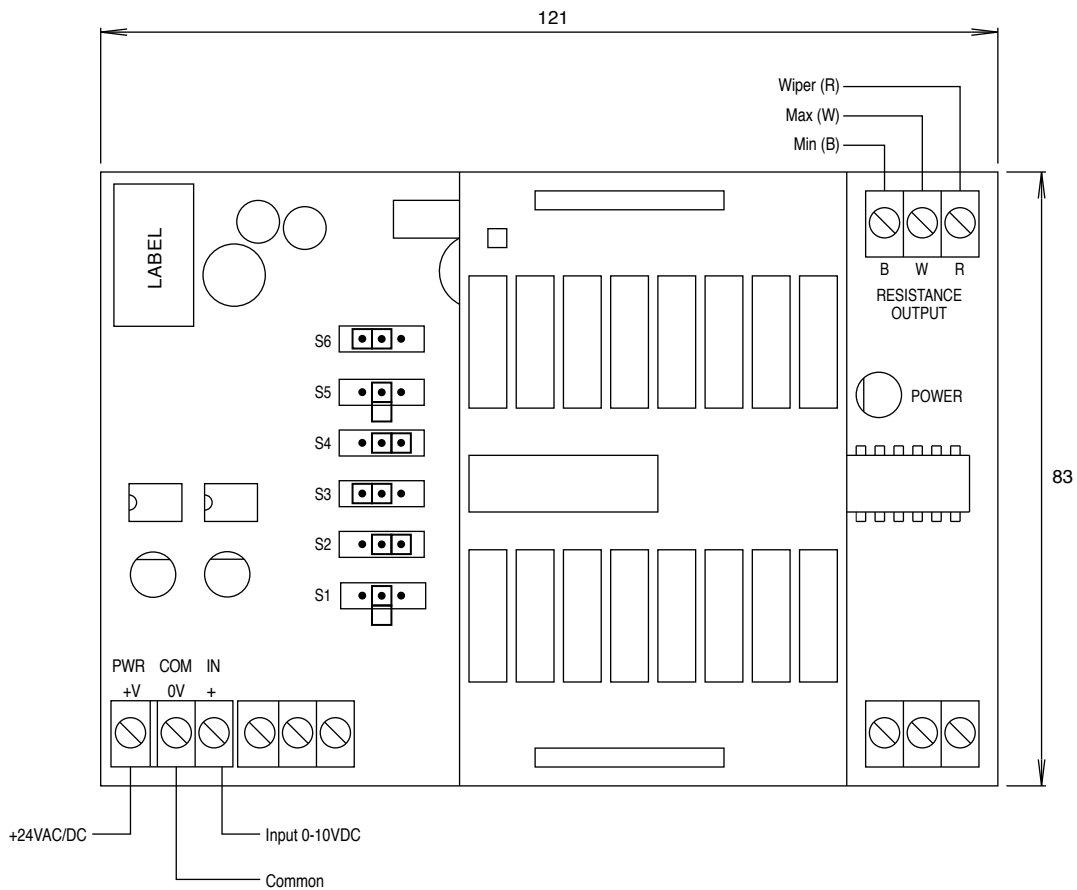 121
Wiper (R)
Max (W)
Min (B)
LABEL
B W R
RESISTANCE
OUTPUT
S6
S5
POWER
S4
83
S3
S2
S1
PWR COM IN
+V 0V +
+24VAC/DC
Input 0-10VDC
Common